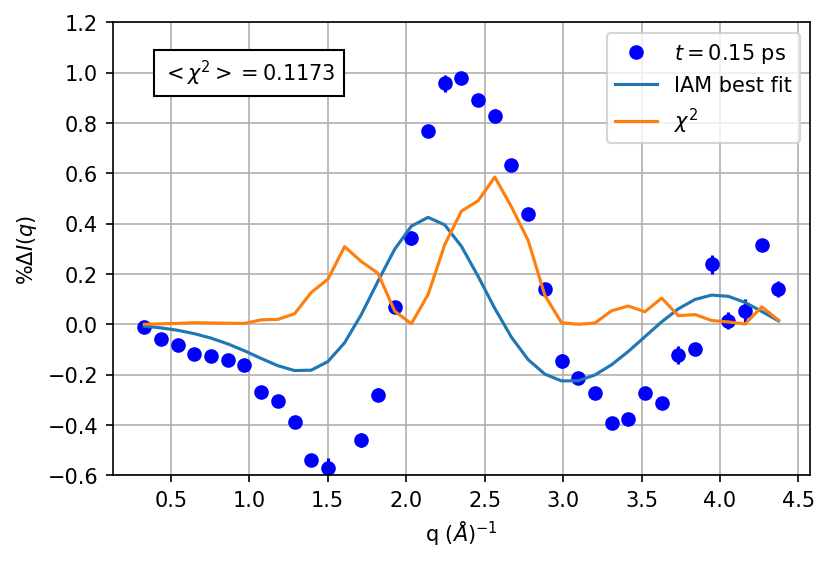 1.2
1.0
0.8
0.6
0.4
0.2
0.0
−0.2
−0.4
−0.6
%ΔI(q)
< χ² > = 0.1173
t = 0.15 ps
IAM best fit
χ²
0.5 1.0 1.5 2.0 2.5 3.0 3.5 4.0 4.5
q (Å)⁻¹